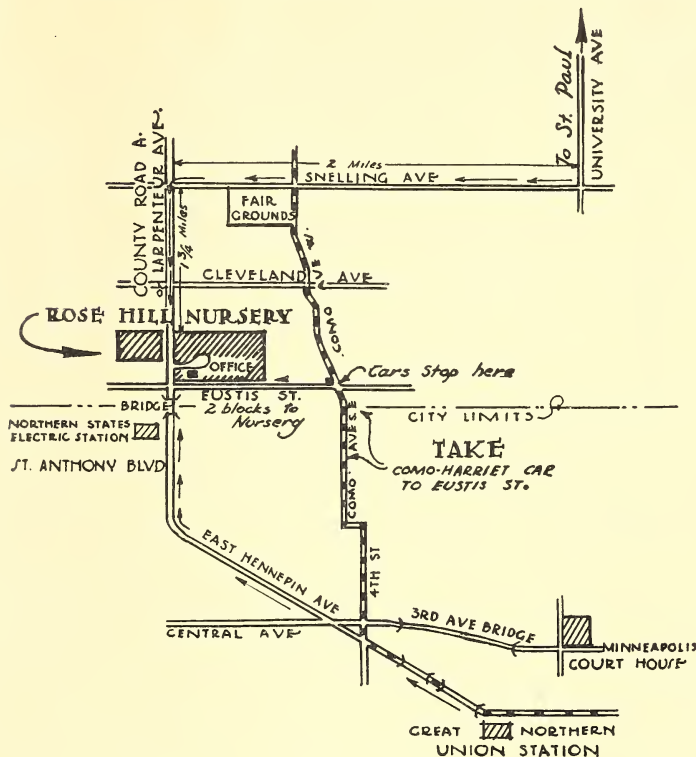 To St. Paul
UNIVERSITY AVE
COUNTY ROAD A.
or LARPENTEUR AVE.
2 Miles
SNELLING AVE
FAIR
GROUNDS
1 3/4 Miles
CLEVELAND AVE
COMO AVE W.
ROSE HILL NURSERY
OFFICE
Cars Stop here
EUSTIS ST.
2 blocks to
Nursery
BRIDGE
CITY LIMITS
NORTHERN STATES
ELECTRIC STATION
ST. ANTHONY BLVD
TAKE
COMO-HARRIET CAR
TO EUSTIS ST.
COMO AVE S.E
EAST HENNEPIN AVE
4TH ST
3RD AVE BRIDGE
CENTRAL AVE
MINNEAPOLIS
COURT HOUSE
GREAT NORTHERN
UNION STATION